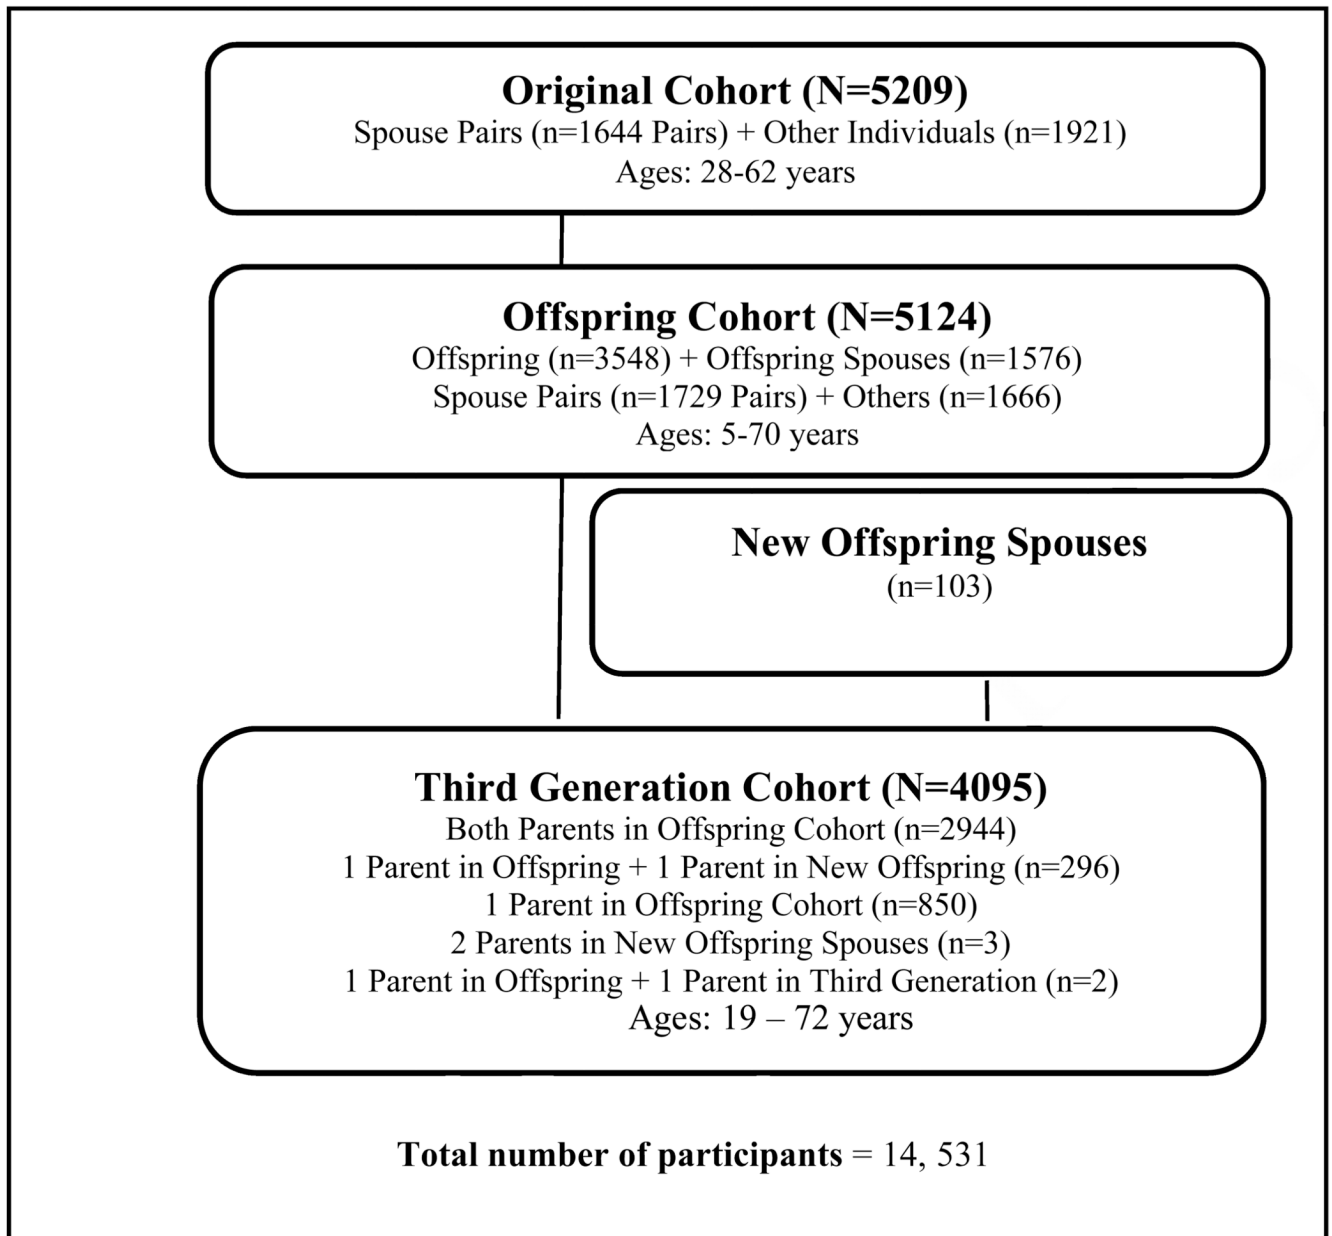 Original Cohort (N=5209)
Spouse Pairs (n=1644 Pairs) + Other Individuals (n=1921)
Ages: 28-62 years
Offspring Cohort (N=5124)
Offspring (n=3548) + Offspring Spouses (n=1576)
Spouse Pairs (n=1729 Pairs) + Others (n=1666)
Ages: 5-70 years
New Offspring Spouses
(n=103)
Third Generation Cohort (N=4095)
Both Parents in Offspring Cohort (n=2944)
1 Parent in Offspring + 1 Parent in New Offspring (n=296)
1 Parent in Offspring Cohort (n=850)
2 Parents in New Offspring Spouses (n=3)
1 Parent in Offspring + 1 Parent in Third Generation (n=2)
Ages: 19 – 72 years
Total number of participants = 14, 531